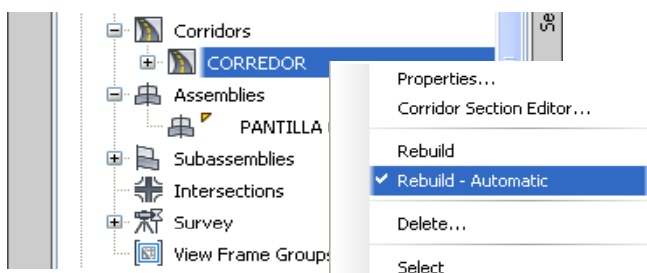 Corridors
CORREDOR
Assemblies
PANTILLA
Subassemblies
Intersections
Survey
View Frame Groups
Properties...
Corridor Section Editor...
Rebuild
Rebuild - Automatic
Delete...
Select
Se